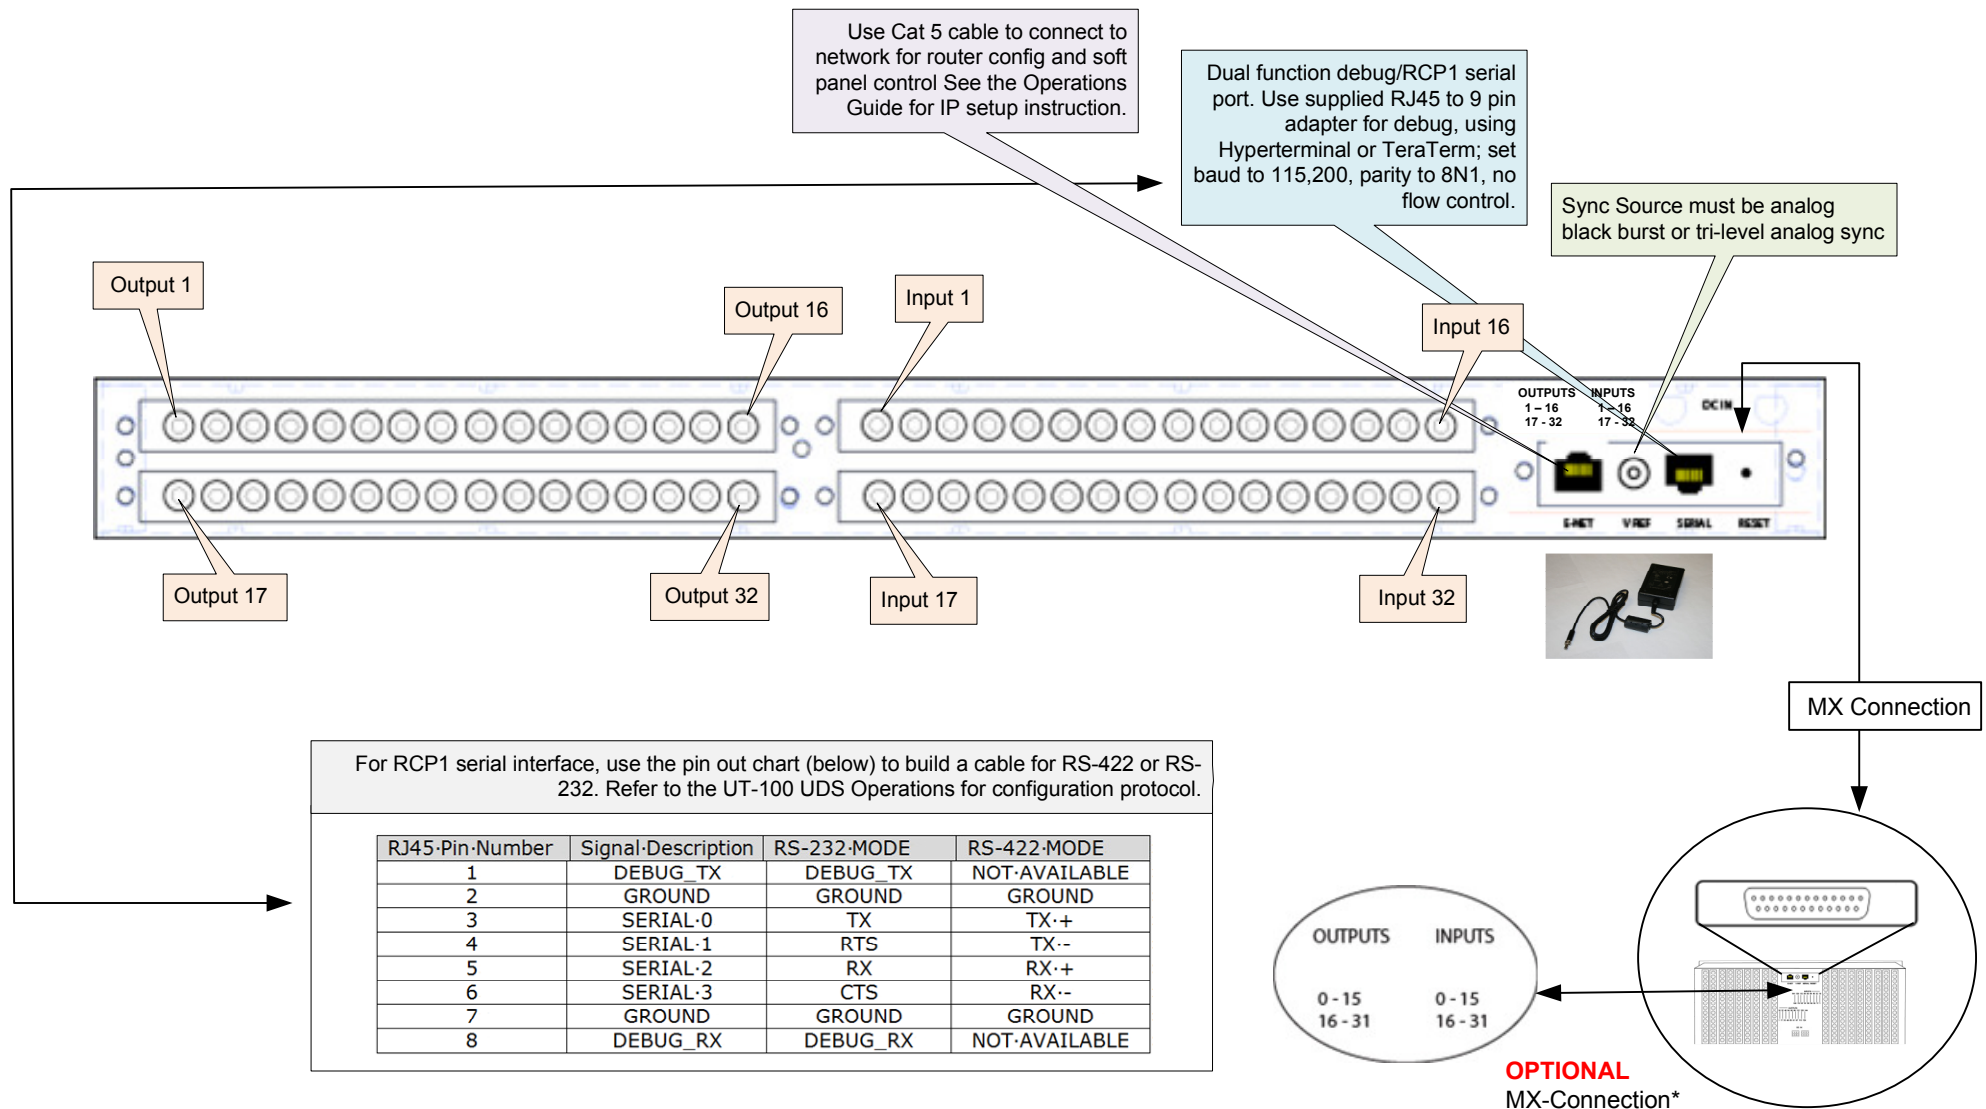 Use Cat 5 cable to connect to
network for router config and soft
panel control See the Operations
Guide for IP setup instruction.
Dual function debug/RCP1 serial
port. Use supplied RJ45 to 9 pin
adapter for debug, using
Hyperterminal or TeraTerm; set
baud to 115,200, parity to 8N1, no
flow control.
Sync Source must be analog
black burst or tri-level analog sync
Output 1
Output 16
Input 1
Input 16
OUTPUTS INPUTS
1 – 16 1 – 16
17 - 32 17 - 32
DC IN
E-NET V REF SERIAL RESET
Output 17
Output 32
Input 17
Input 32
MX Connection
For RCP1 serial interface, use the pin out chart (below) to build a cable for RS-422 or RS-
232. Refer to the UT-100 UDS Operations for configuration protocol.
RJ45·Pin·Number Signal·Description RS-232·MODE RS-422·MODE
1 DEBUG_TX DEBUG_TX NOT·AVAILABLE
2 GROUND GROUND GROUND
3 SERIAL·0 TX TX·+
4 SERIAL·1 RTS TX·-
5 SERIAL·2 RX RX·+
6 SERIAL·3 CTS RX·-
7 GROUND GROUND GROUND
8 DEBUG_RX DEBUG_RX NOT·AVAILABLE
OUTPUTS INPUTS
0 - 15 0 - 15
16 - 31 16 - 31
OPTIONAL
MX-Connection*